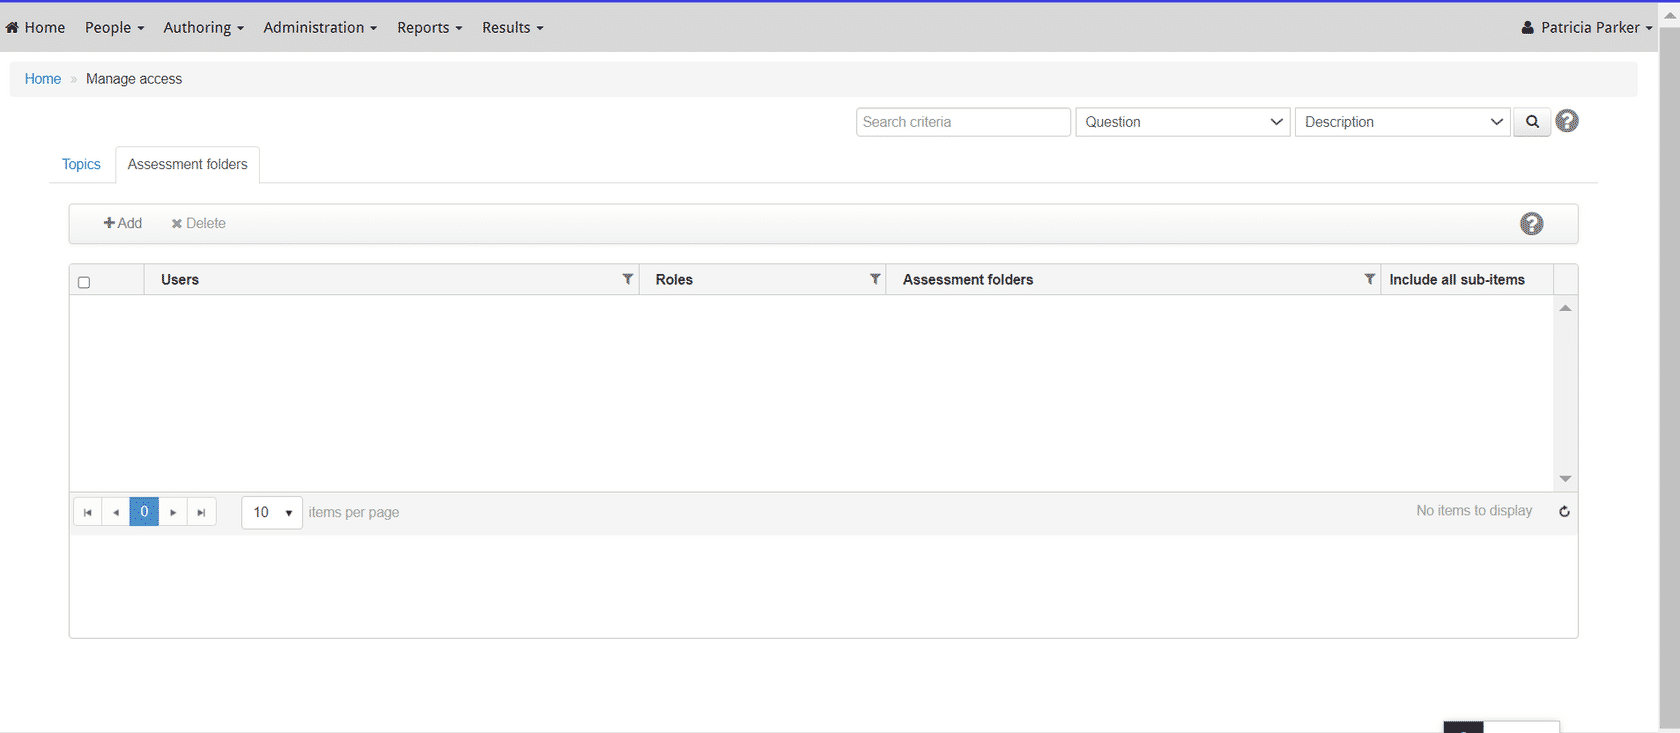 Home People Authoring Administration Reports Results Patricia Parker
Home » Manage access
Search criteria Question Description ?
Topics Assessment folders
+ Add × Delete ?
Users Roles Assessment folders Include all sub-items
0 10 items per page No items to display